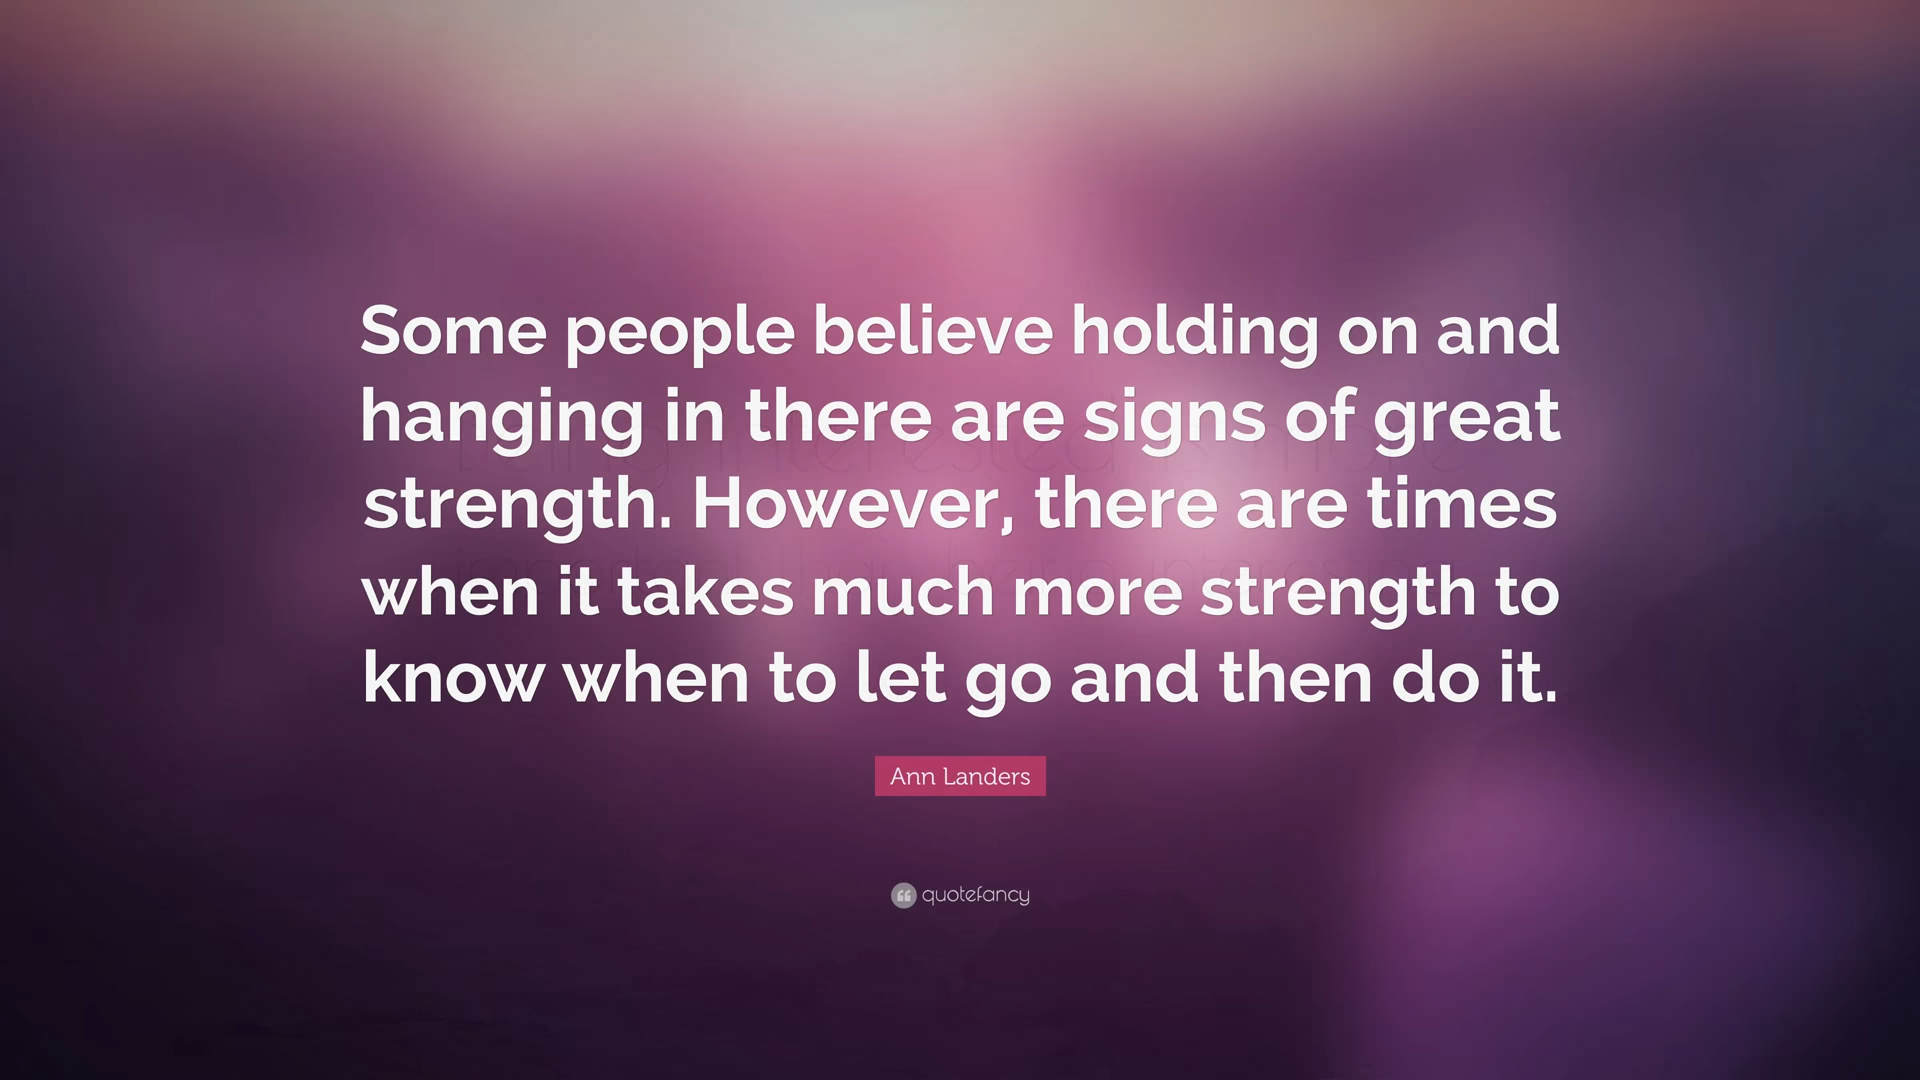 Some people believe holding on and
hanging in there are signs of great
strength. However, there are times
when it takes much more strength to
know when to let go and then do it.
Ann Landers
quotefancy